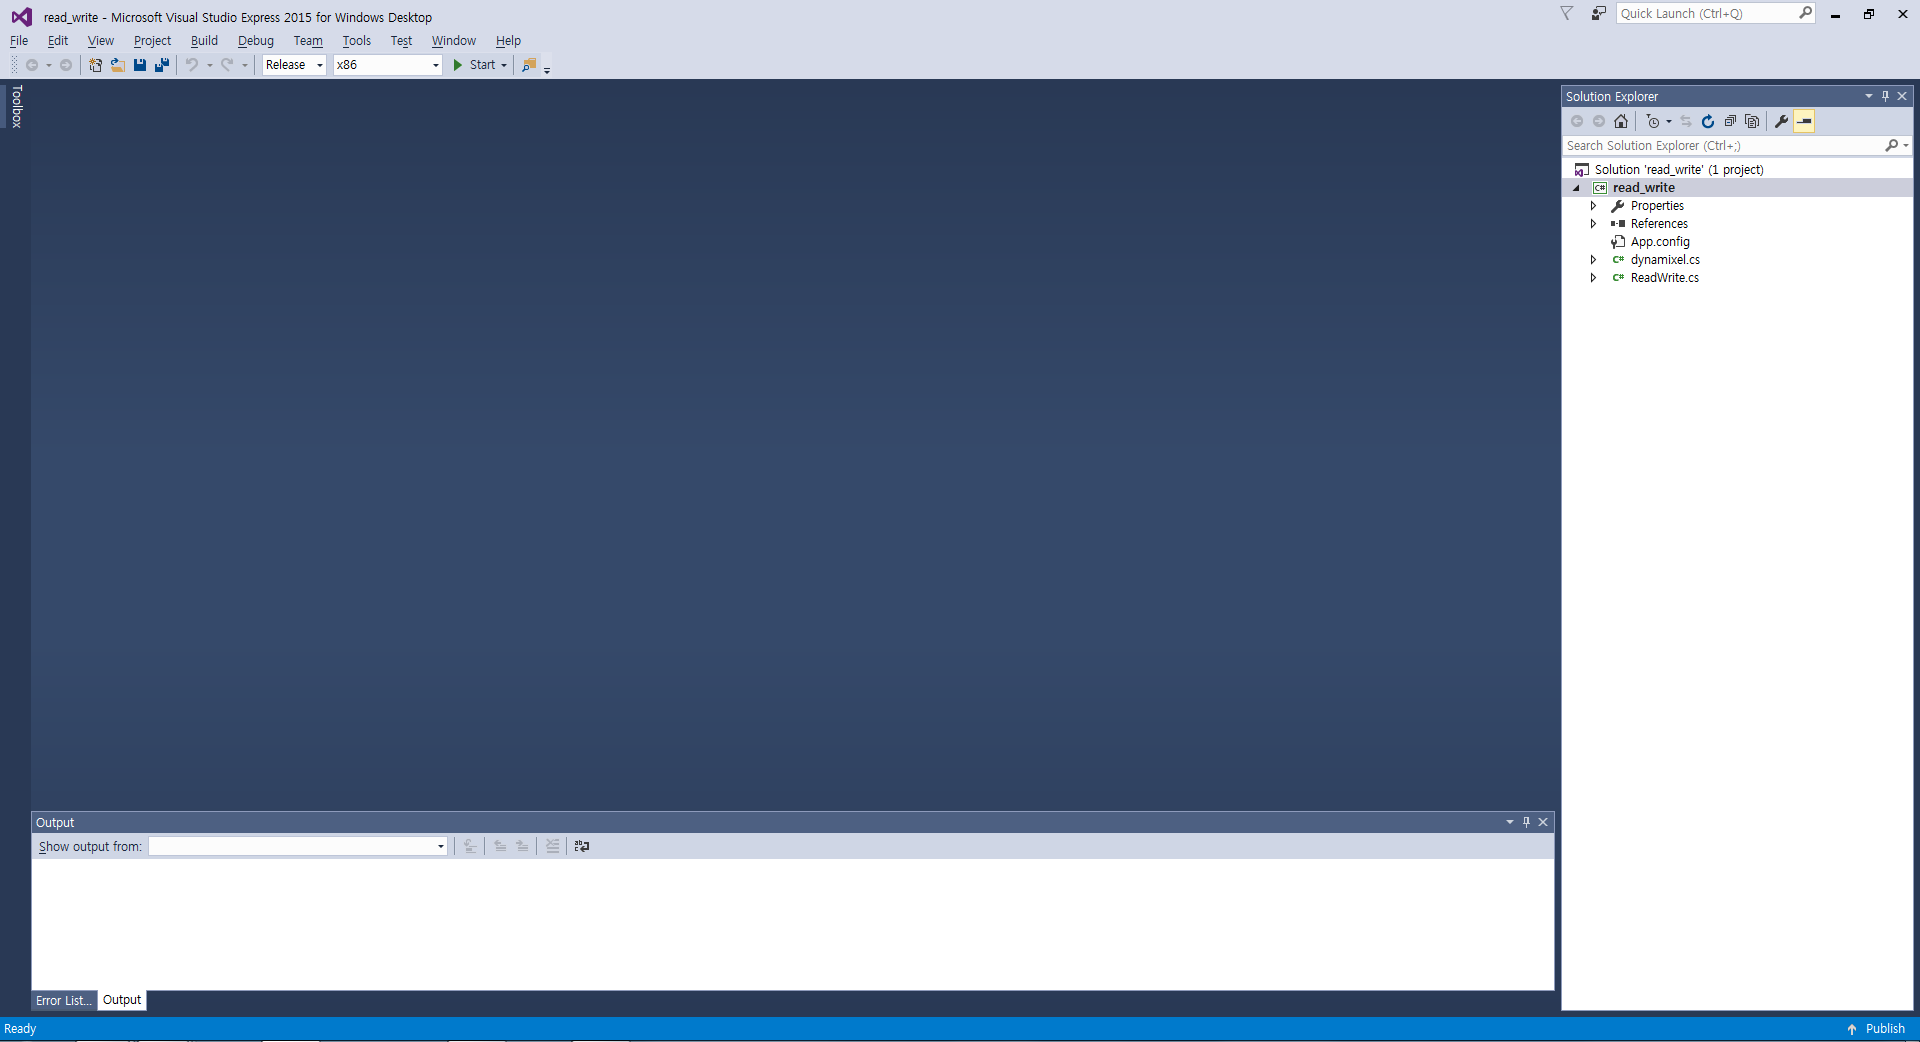 read_write - Microsoft Visual Studio Express 2015 for Windows Desktop
Quick Launch (Ctrl+Q)
File Edit View Project Build Debug Team Tools Test Window Help
Release x86 Start
Toolbox
Solution Explorer
Search Solution Explorer (Ctrl+;)
Solution 'read_write' (1 project)
C# read_write
Properties
References
App.config
C# dynamixel.cs
C# ReadWrite.cs
Output
Show output from:
Error List... Output
Ready Publish